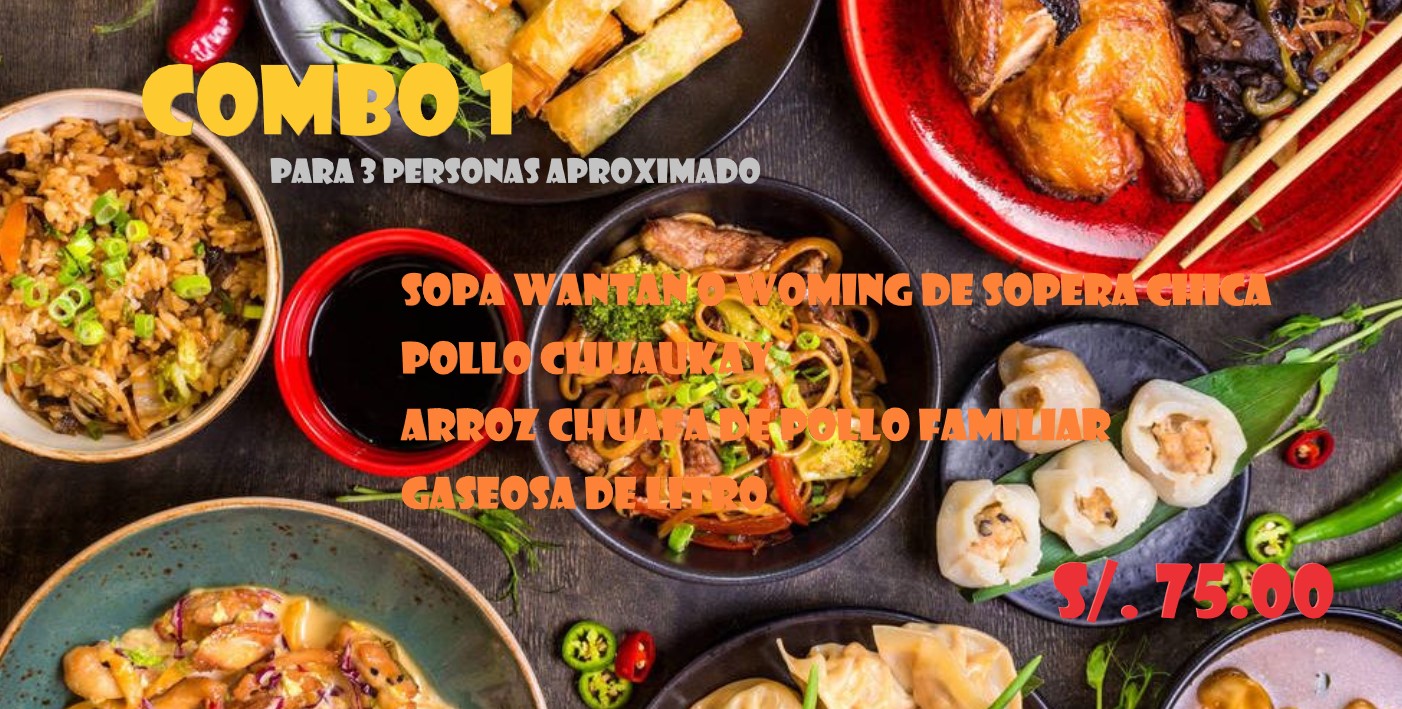 COMBO 1
PARA 3 PERSONAS APROXIMADO
SOPA WANTAN O WOMING DE SOPERA CHICA
POLLO CHIJAUKAY
ARROZ CHUAFA DE POLLO FAMILIAR
GASEOSA DE LITRO
S/. 75.00